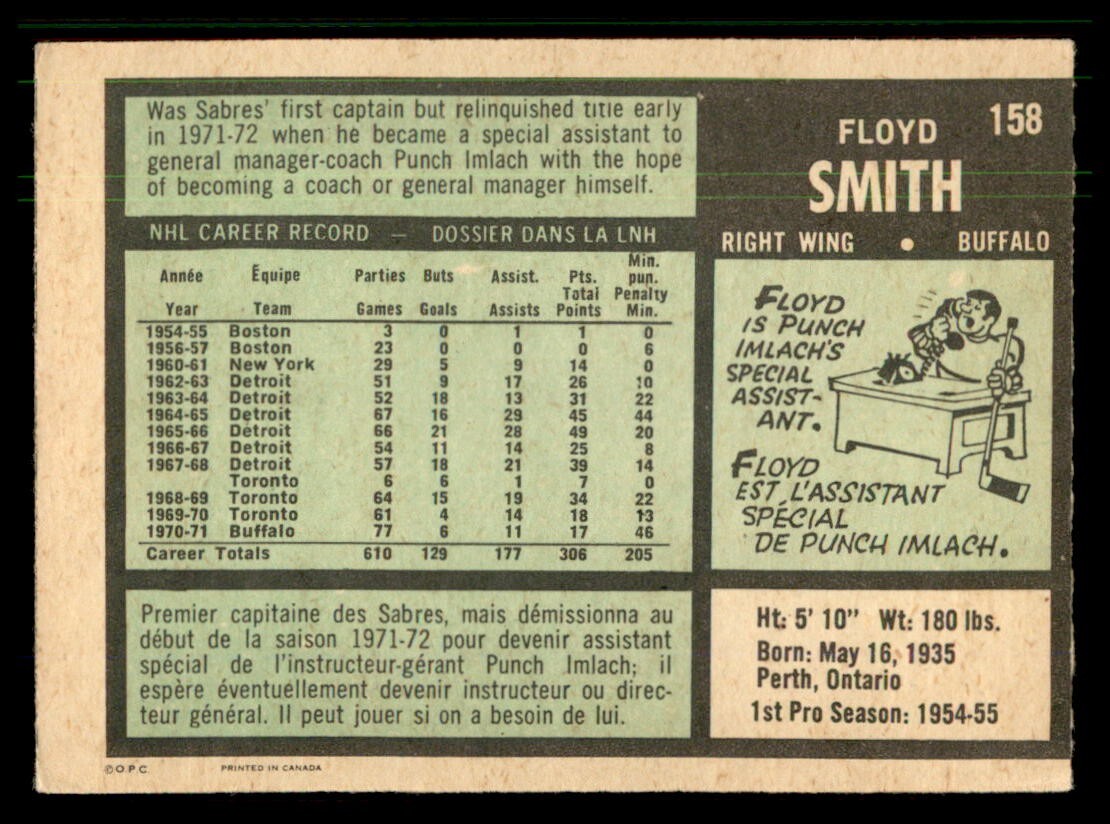 Was Sabres' first captain but relinquished title early
in 1971-72 when he became a special assistant to
general manager-coach Punch Imlach with the hope
of becoming a coach or general manager himself.
158
FLOYD
SMITH
RIGHT WING • BUFFALO
NHL CAREER RECORD — DOSSIER DANS LA LNH
Année Équipe Parties Buts Assist. Pts. Min. pun.
Year Team Games Goals Assists Total Points Penalty Min.
1954-55 Boston 3 0 1 1 0
1956-57 Boston 23 0 0 0 6
1960-61 New York 29 5 9 14 0
1962-63 Detroit 51 9 17 26 10
1963-64 Detroit 52 18 13 31 22
1964-65 Detroit 67 16 29 45 44
1965-66 Detroit 66 21 28 49 20
1966-67 Detroit 54 11 14 25 8
1967-68 Detroit 57 18 21 39 14
Toronto 6 6 1 7 0
1968-69 Toronto 64 15 19 34 22
1969-70 Toronto 61 4 14 18 13
1970-71 Buffalo 77 6 11 17 46
Career Totals 610 129 177 306 205
FLOYD
IS PUNCH
IMLACH'S
SPECIAL
ASSIST-
ANT.
FLOYD
EST L'ASSISTANT
SPÉCIAL
DE PUNCH IMLACH.
Premier capitaine des Sabres, mais démissionna au
début de la saison 1971-72 pour devenir assistant
spécial de l'instructeur-gérant Punch Imlach; il
espère éventuellement devenir instructeur ou direc-
teur général. Il peut jouer si on a besoin de lui.
Ht: 5' 10" Wt: 180 lbs.
Born: May 16, 1935
Perth, Ontario
1st Pro Season: 1954-55
©O.P.C. PRINTED IN CANADA